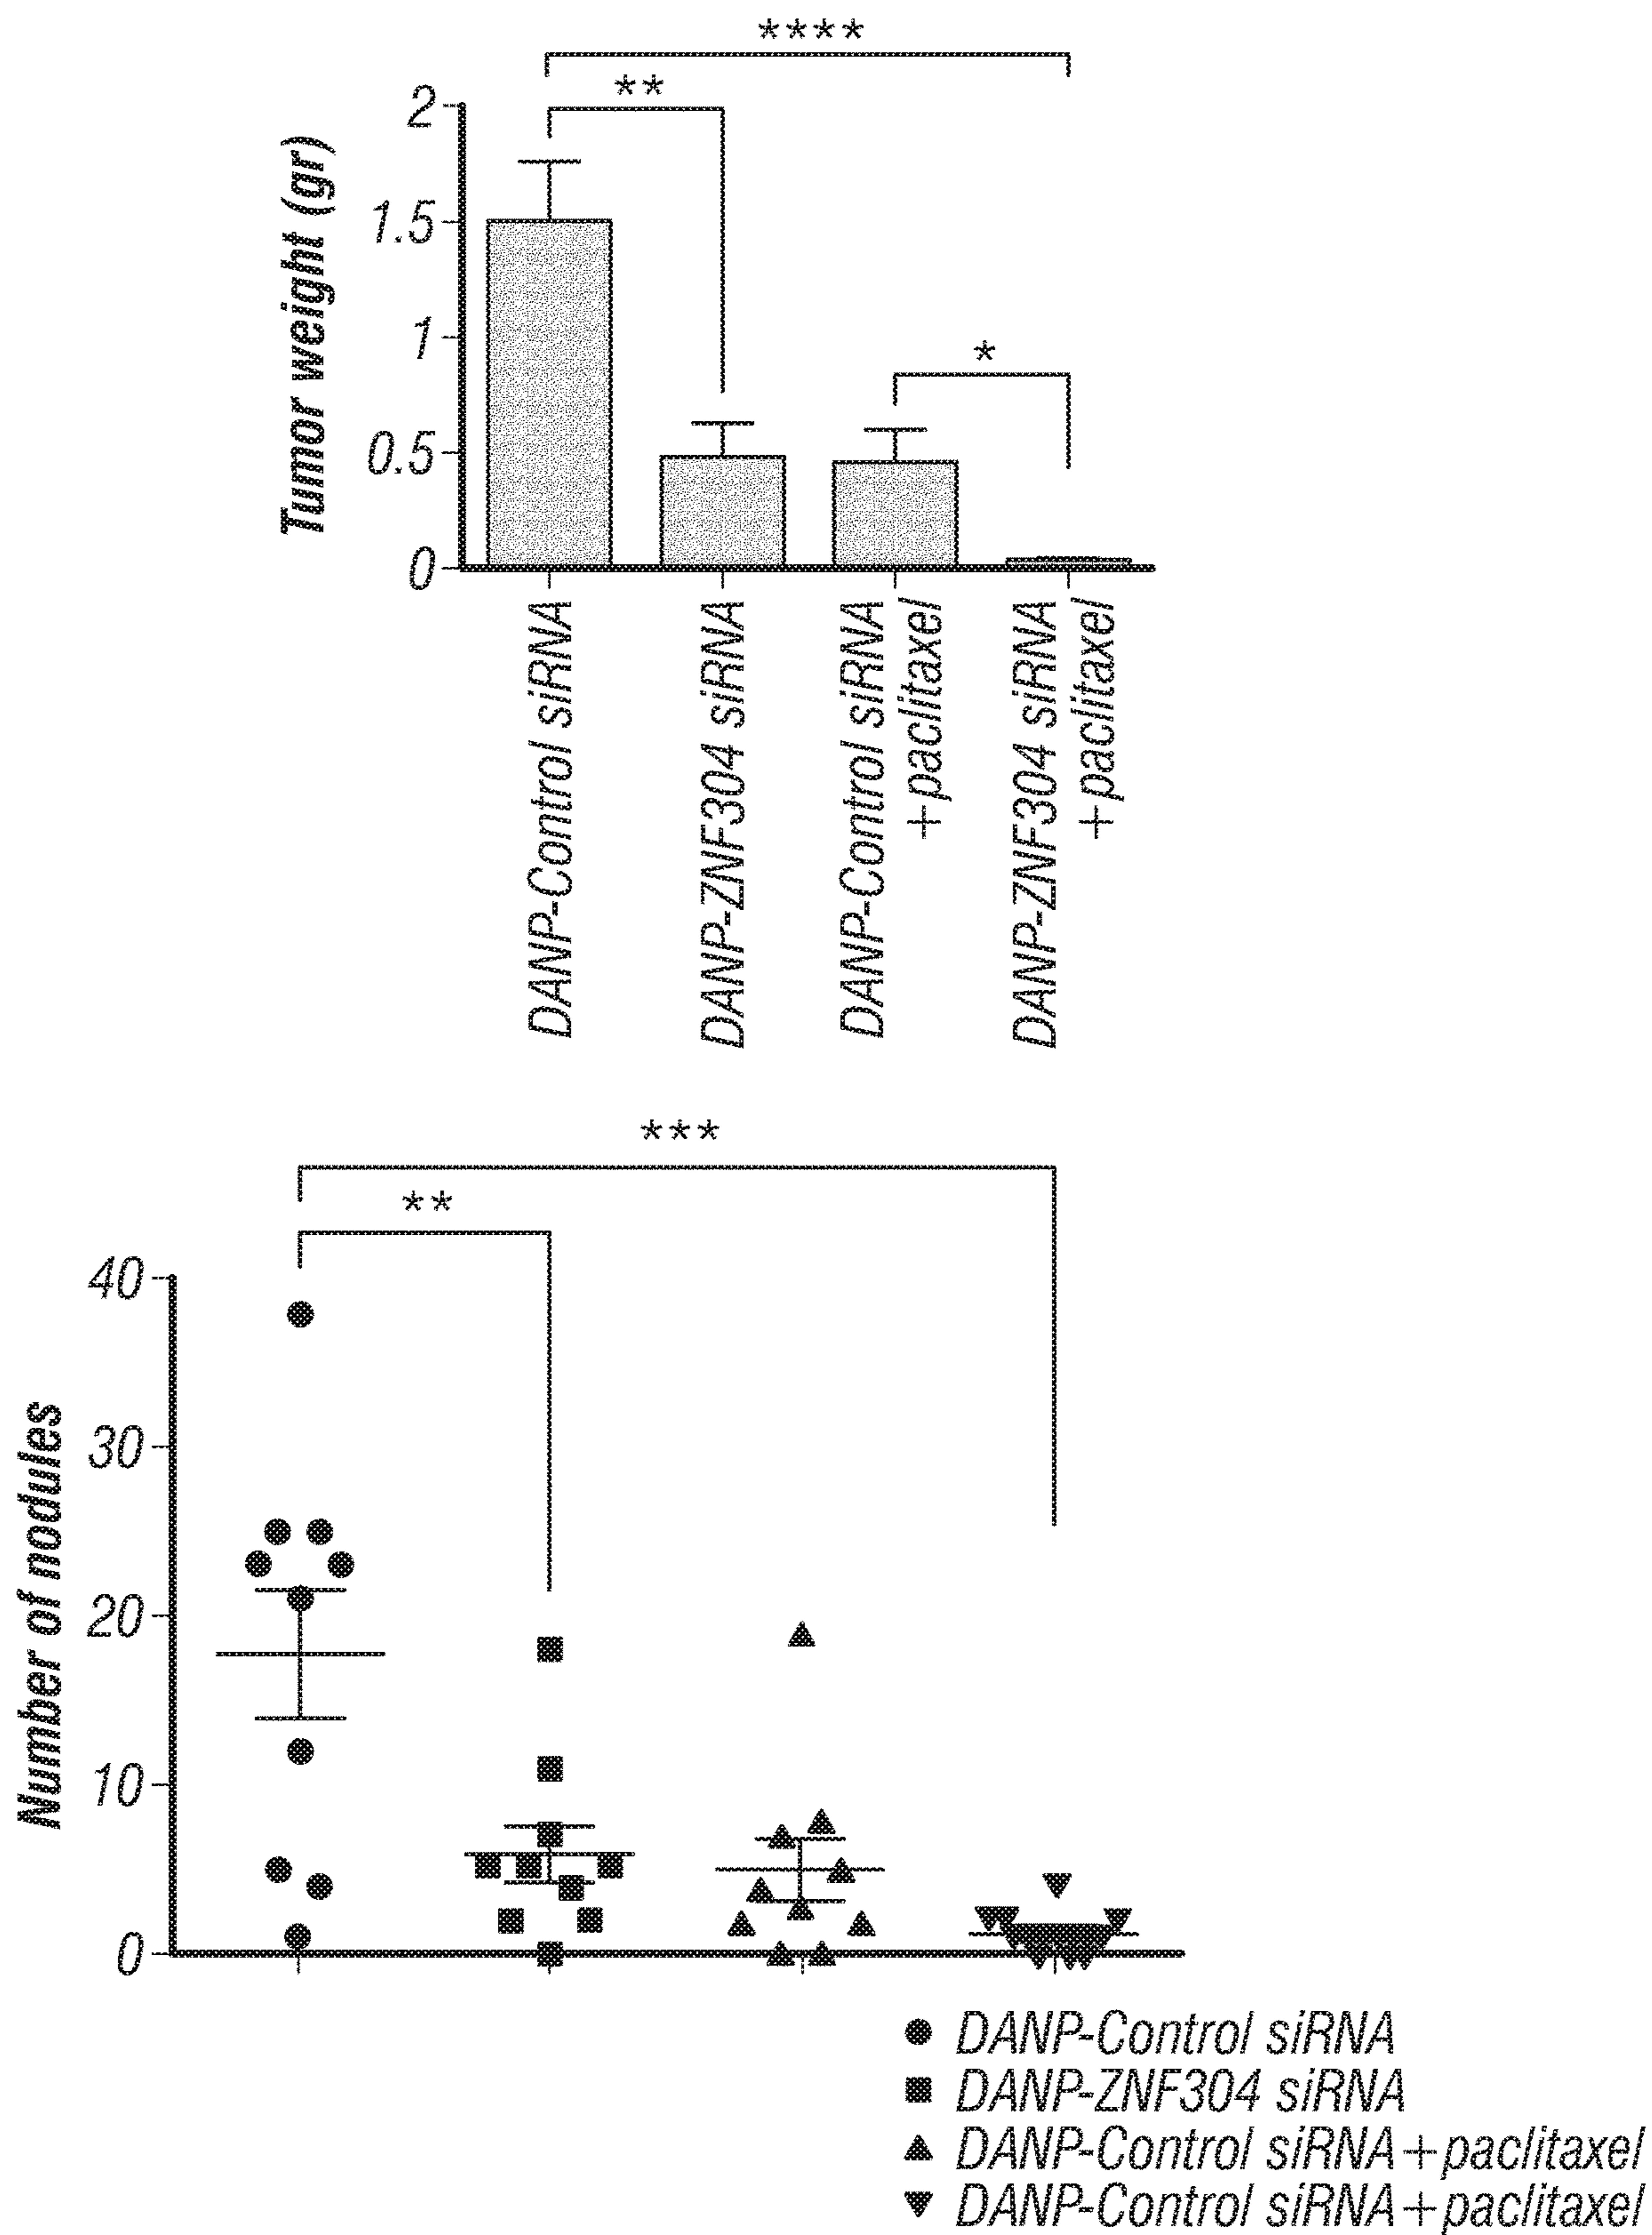 ****
**
2
1.5
1
0.5
0
*
Tumor weight (gr)
DANP-Control siRNA
DANP-ZNF304 siRNA
DANP-Control siRNA
+paclitaxel
DANP-ZNF304 siRNA
+paclitaxel
***
**
40
30
20
10
0
Number of nodules
DANP-Control siRNA
DANP-ZNF304 siRNA
DANP-Control siRNA+paclitaxel
DANP-Control siRNA+paclitaxel